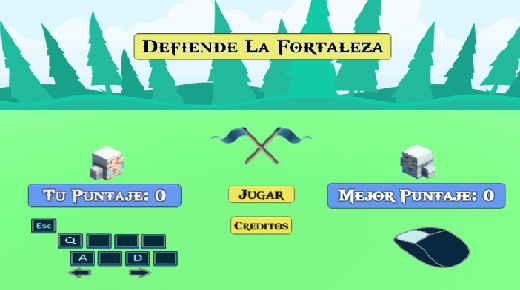 Defiende La Fortaleza
Tu Puntaje: 0
Jugar
Mejor Puntaje: 0
Creditos
Esc
Q
A D